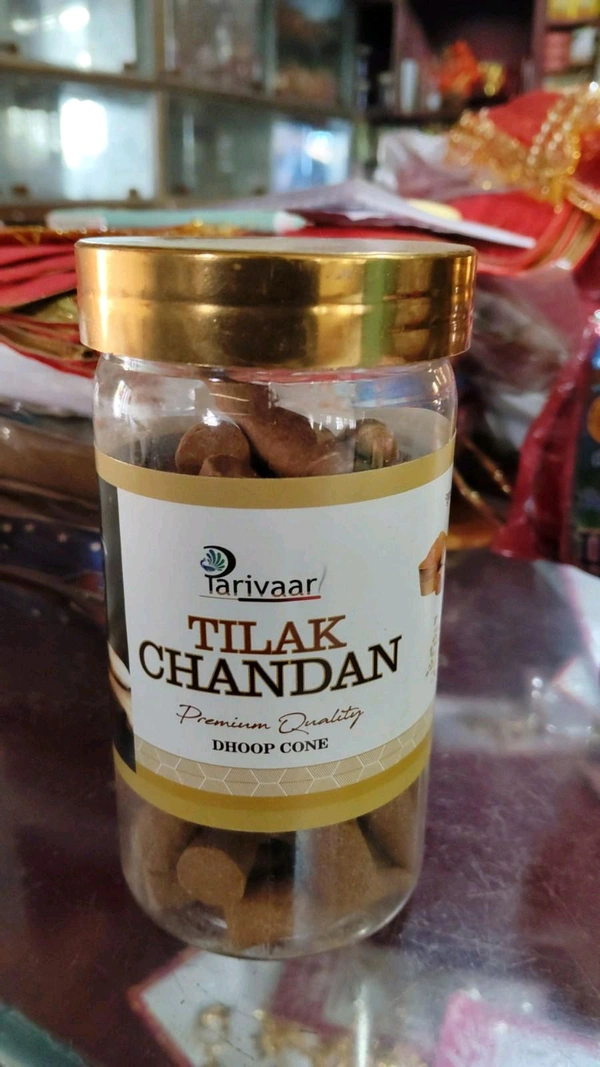 Parivaar
TILAK
CHANDAN
Premium Quality
DHOOP CONE